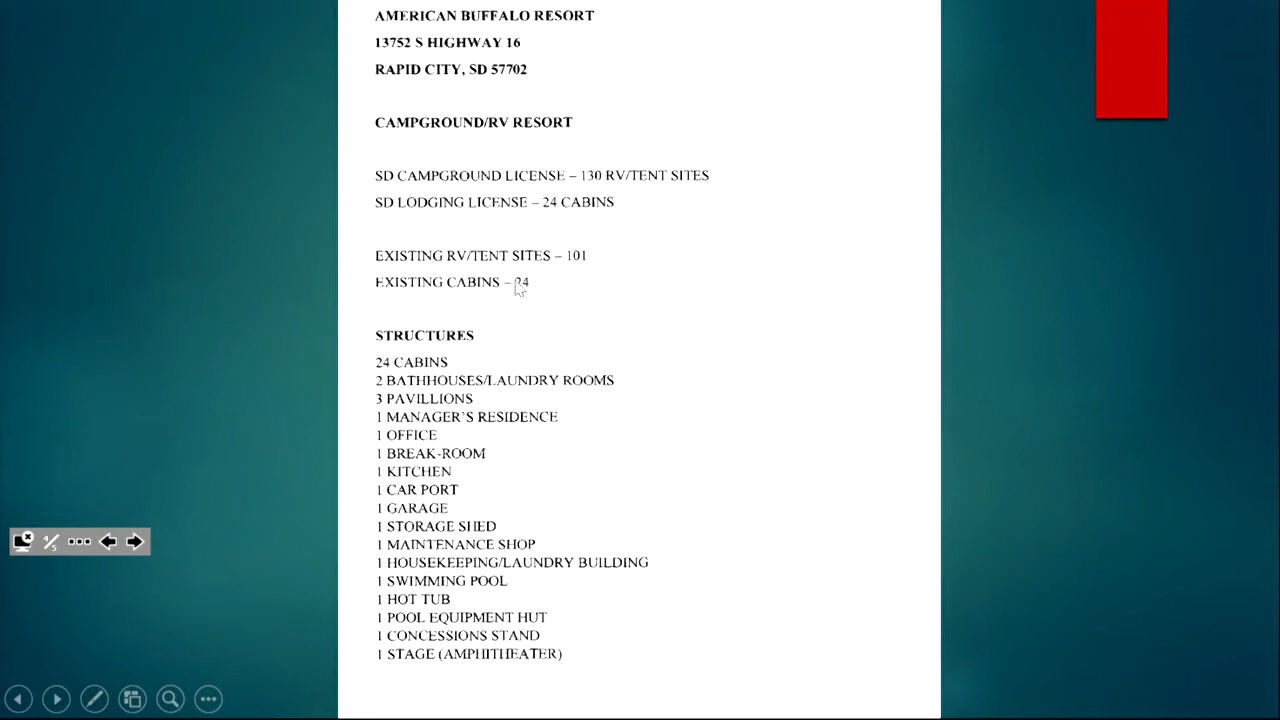 AMERICAN BUFFALO RESORT
13752 S HIGHWAY 16
RAPID CITY, SD 57702
CAMPGROUND/RV RESORT
SD CAMPGROUND LICENSE – 130 RV/TENT SITES
SD LODGING LICENSE – 24 CABINS
EXISTING RV/TENT SITES – 101
EXISTING CABINS – 24
STRUCTURES
24 CABINS
2 BATHHOUSES/LAUNDRY ROOMS
3 PAVILLIONS
1 MANAGER'S RESIDENCE
1 OFFICE
1 BREAK-ROOM
1 KITCHEN
1 CAR PORT
1 GARAGE
1 STORAGE SHED
1 MAINTENANCE SHOP
1 HOUSEKEEPING/LAUNDRY BUILDING
1 SWIMMING POOL
1 HOT TUB
1 POOL EQUIPMENT HUT
1 CONCESSIONS STAND
1 STAGE (AMPHITHEATER)